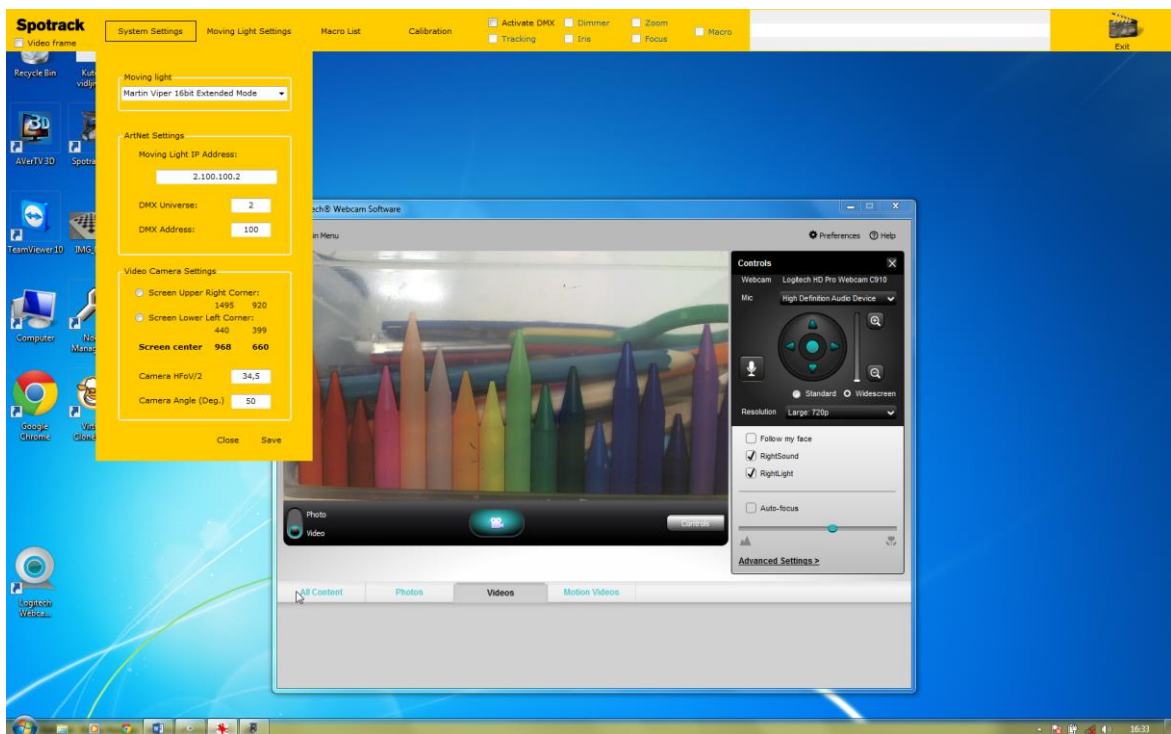 Spotrack
Video frame
System Settings
Moving Light Settings
Macro List
Calibration
Activate DMX
Dimmer
Zoom
Tracking
Iris
Focus
Macro
Exit
Moving light
Martin Viper 16bit Extended Mode
ArtNet Settings
Moving Light IP Address:
2.100.100.2
DMX Universe: 2
DMX Address: 100
Video Camera Settings
Screen Upper Right Corner:
1495 920
Screen Lower Left Corner:
440 399
Screen center 968 660
Camera HFoV/2 34,5
Camera Angle (Deg.) 50
Close Save
Recycle Bin
AVerTV 3D
TeamViewer 10
Computer
Google
Chrome
Logitech
Webca...
Webcam Software
Menu
Preferences
Help
Controls
Webcam Logitech HD Pro Webcam C910
Mic High Definition Audio Device
Standard Widescreen
Resolution Large: 720p
Follow my face
RightSound
RightLight
Auto-focus
Advanced Settings >
Photo
Video
Controls
All Content
Photos
Videos
Motion Videos
16:33